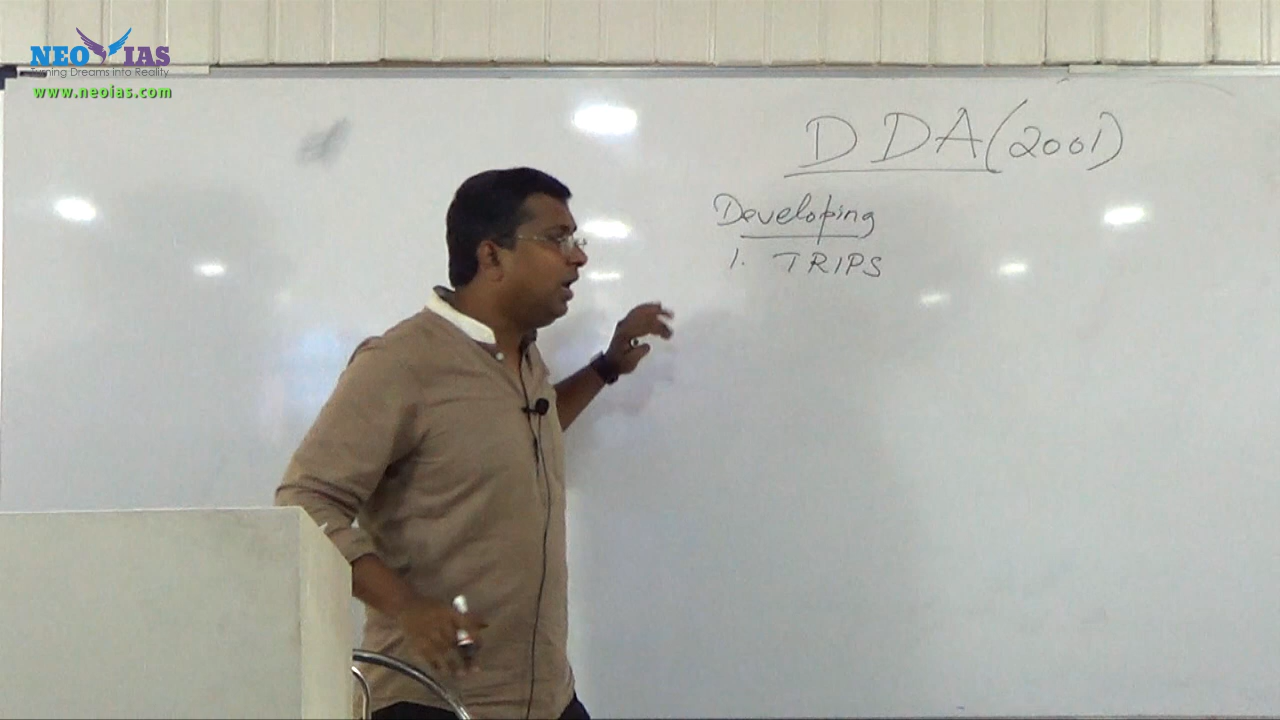 NEO IAS
Turning Dreams into Reality
www.neoias.com
DDA (2001)
Developing
1. TRIPS